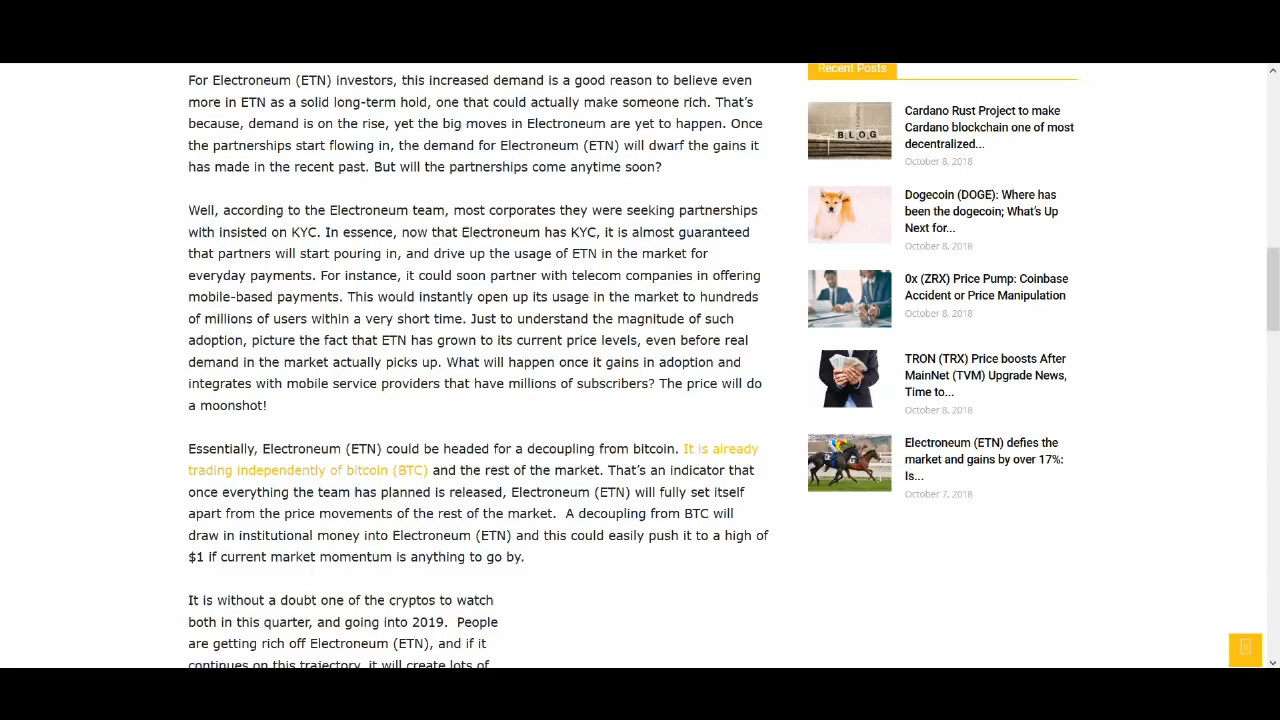 For Electroneum (ETN) investors, this increased demand is a good reason to believe even
more in ETN as a solid long-term hold, one that could actually make someone rich. That's
because, demand is on the rise, yet the big moves in Electroneum are yet to happen. Once
the partnerships start flowing in, the demand for Electroneum (ETN) will dwarf the gains it
has made in the recent past. But will the partnerships come anytime soon?
Well, according to the Electroneum team, most corporates they were seeking partnerships
with insisted on KYC. In essence, now that Electroneum has KYC, it is almost guaranteed
that partners will start pouring in, and drive up the usage of ETN in the market for
everyday payments. For instance, it could soon partner with telecom companies in offering
mobile-based payments. This would instantly open up its usage in the market to hundreds
of millions of users within a very short time. Just to understand the magnitude of such
adoption, picture the fact that ETN has grown to its current price levels, even before real
demand in the market actually picks up. What will happen once it gains in adoption and
integrates with mobile service providers that have millions of subscribers? The price will do
a moonshot!
Essentially, Electroneum (ETN) could be headed for a decoupling from bitcoin. It is already
trading independently of bitcoin (BTC) and the rest of the market. That's an indicator that
once everything the team has planned is released, Electroneum (ETN) will fully set itself
apart from the price movements of the rest of the market.  A decoupling from BTC will
draw in institutional money into Electroneum (ETN) and this could easily push it to a high of
$1 if current market momentum is anything to go by.
It is without a doubt one of the cryptos to watch
both in this quarter, and going into 2019.  People
are getting rich off Electroneum (ETN), and if it
continues on this trajectory, it will create lots of
Recent Posts
BLOG
Cardano Rust Project to make
Cardano blockchain one of most
decentralized...
October 8, 2018
Dogecoin (DOGE): Where has
been the dogecoin; What's Up
Next for...
October 8, 2018
0x (ZRX) Price Pump: Coinbase
Accident or Price Manipulation
October 8, 2018
TRON (TRX) Price boosts After
MainNet (TVM) Upgrade News,
Time to...
October 8, 2018
Electroneum (ETN) defies the
market and gains by over 17%:
Is...
October 7, 2018